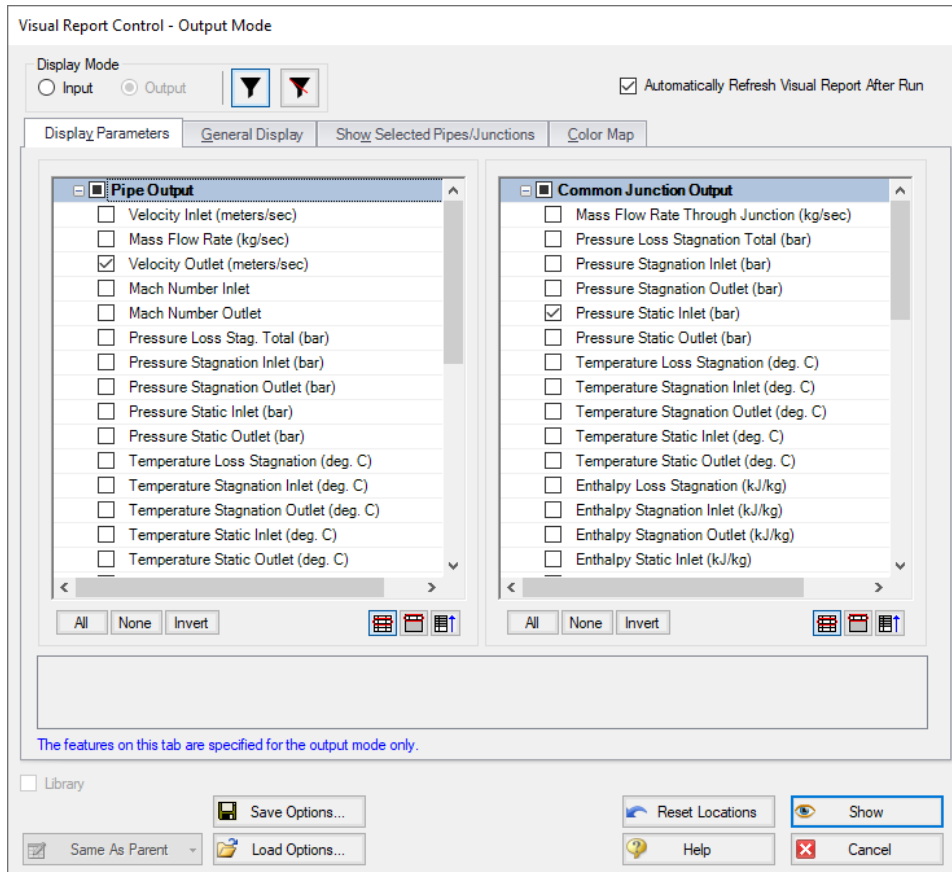 Visual Report Control - Output Mode
Display Mode
Input
Output
Automatically Refresh Visual Report After Run
Display Parameters
General Display
Show Selected Pipes/Junctions
Color Map
Pipe Output
Velocity Inlet (meters/sec)
Mass Flow Rate (kg/sec)
Velocity Outlet (meters/sec)
Mach Number Inlet
Mach Number Outlet
Pressure Loss Stag. Total (bar)
Pressure Stagnation Inlet (bar)
Pressure Stagnation Outlet (bar)
Pressure Static Inlet (bar)
Pressure Static Outlet (bar)
Temperature Loss Stagnation (deg. C)
Temperature Stagnation Inlet (deg. C)
Temperature Stagnation Outlet (deg. C)
Temperature Static Inlet (deg. C)
Temperature Static Outlet (deg. C)
All
None
Invert
Common Junction Output
Mass Flow Rate Through Junction (kg/sec)
Pressure Loss Stagnation Total (bar)
Pressure Stagnation Inlet (bar)
Pressure Stagnation Outlet (bar)
Pressure Static Inlet (bar)
Pressure Static Outlet (bar)
Temperature Loss Stagnation (deg. C)
Temperature Stagnation Inlet (deg. C)
Temperature Stagnation Outlet (deg. C)
Temperature Static Inlet (deg. C)
Temperature Static Outlet (deg. C)
Enthalpy Loss Stagnation (kJ/kg)
Enthalpy Stagnation Inlet (kJ/kg)
Enthalpy Stagnation Outlet (kJ/kg)
Enthalpy Static Inlet (kJ/kg)
All
None
Invert
The features on this tab are specified for the output mode only.
Library
Save Options...
Reset Locations
Show
Same As Parent
Load Options...
Help
Cancel